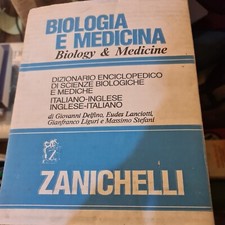 BIOLOGIA
E MEDICINA
Biology & Medicine
DIZIONARIO ENCICLOPEDICO
DI SCIENZE BIOLOGICHE
E MEDICHE
ITALIANO-INGLESE
INGLESE-ITALIANO
di Giovanni Delfino, Eudes Lanciotti,
Gianfranco Liguri e Massimo Stefani
Z
ZANICHELLI